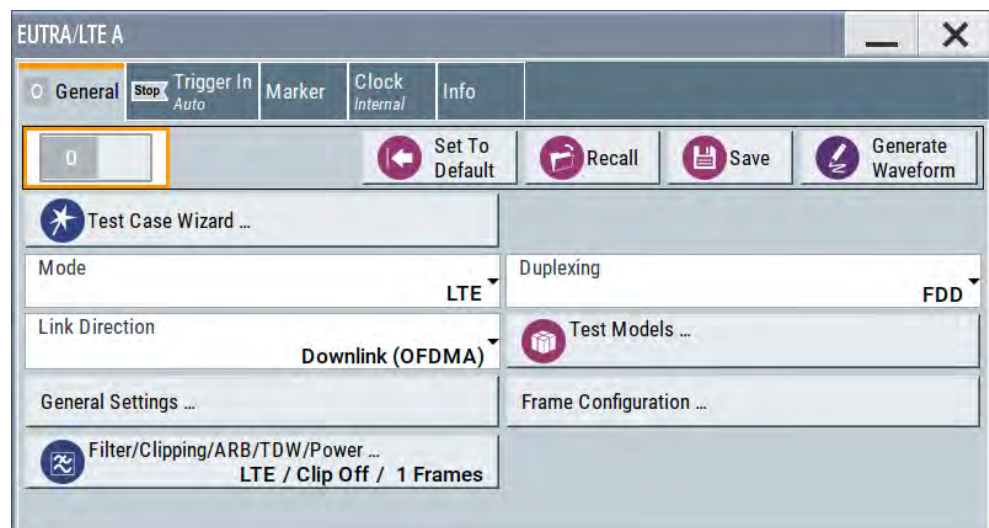 EUTRA/LTE A
0 General Stop Trigger In Auto Marker Clock Internal Info
0
Set To Default
Recall
Save
Generate Waveform
Test Case Wizard ...
Mode
LTE
Duplexing
FDD
Link Direction
Downlink (OFDMA)
Test Models ...
General Settings ...
Frame Configuration ...
Filter/Clipping/ARB/TDW/Power ...
LTE / Clip Off / 1 Frames